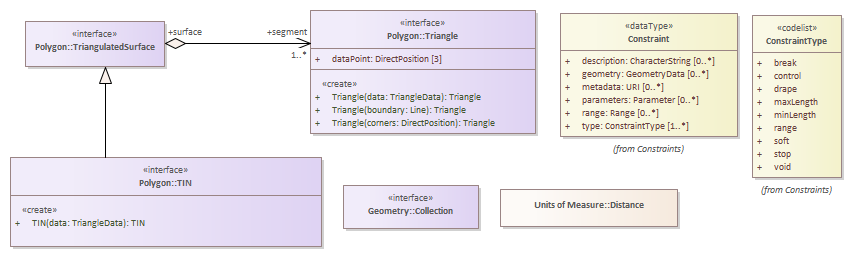 «interface»
Polygon::TriangulatedSurface
+surface
+segment
1..*
«interface»
Polygon::Triangle
+ dataPoint: DirectPosition [3]
«create»
+ Triangle(data: TriangleData): Triangle
+ Triangle(boundary: Line): Triangle
+ Triangle(corners: DirectPosition): Triangle
«dataType»
Constraint
+ description: CharacterString [0..*]
+ geometry: GeometryData [0..*]
+ metadata: URI [0..*]
+ parameters: Parameter [0..*]
+ range: Range [0..*]
+ type: ConstraintType [1..*]
(from Constraints)
«codelist»
ConstraintType
+ break
+ control
+ drape
+ maxLength
+ minLength
+ range
+ soft
+ stop
+ void
(from Constraints)
«interface»
Polygon::TIN
«create»
+ TIN(data: TriangleData): TIN
«interface»
Geometry::Collection
Units of Measure::Distance